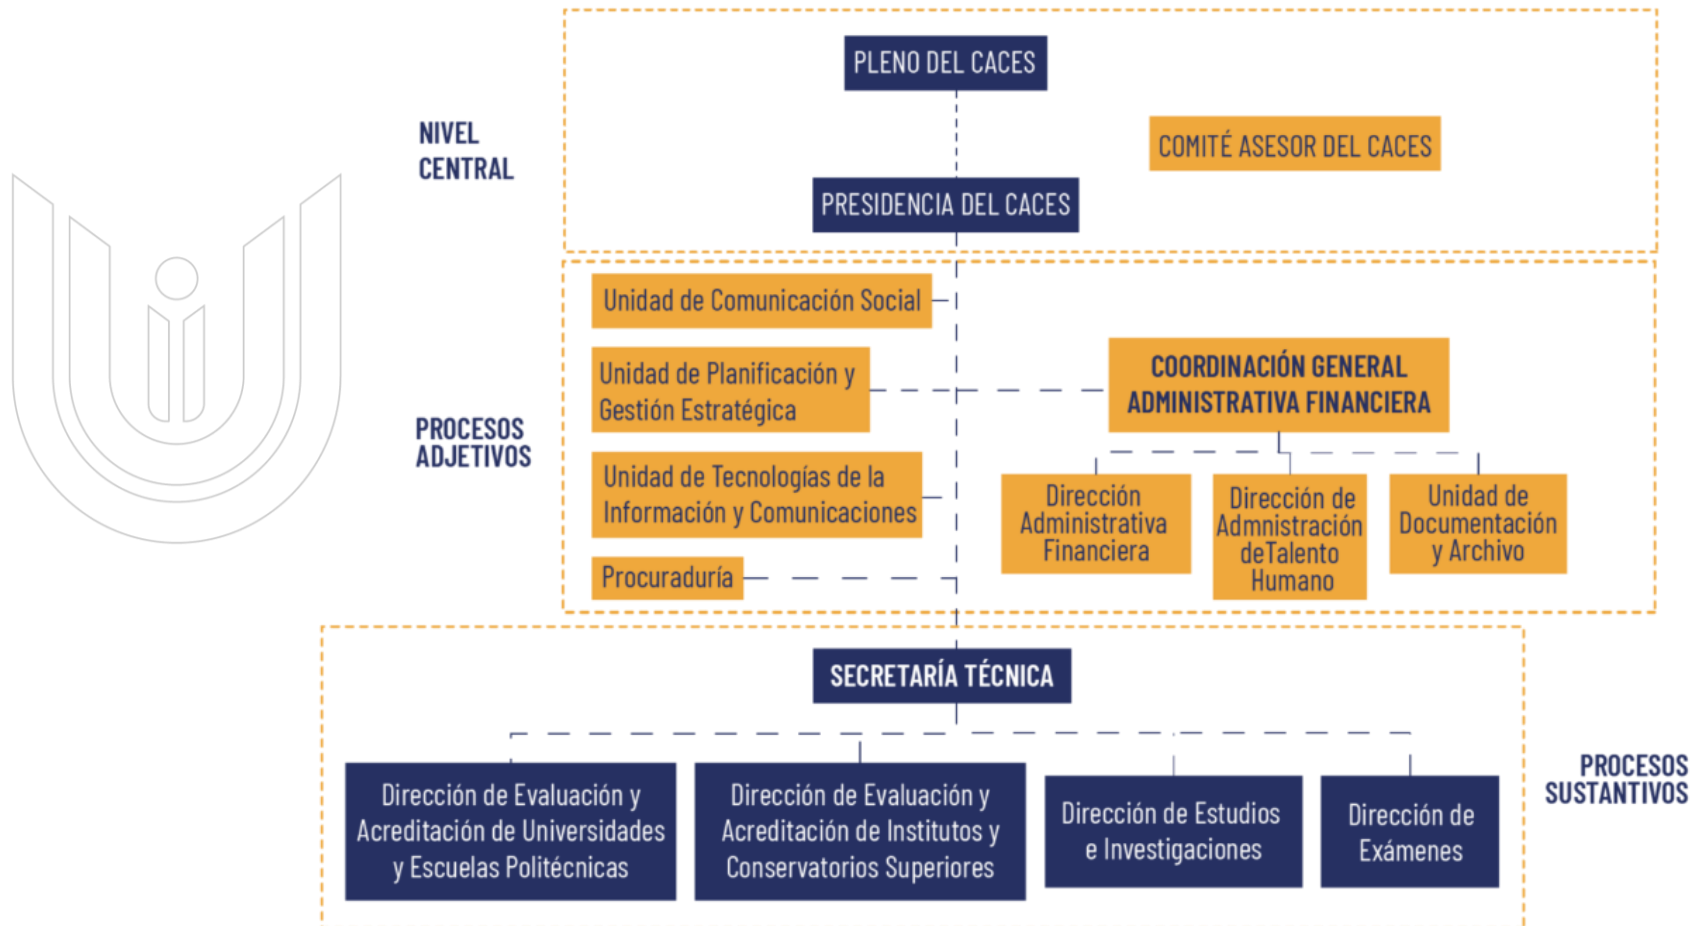 PLENO DEL CACES
NIVEL
CENTRAL
COMITÉ ASESOR DEL CACES
PRESIDENCIA DEL CACES
Unidad de Comunicación Social
Unidad de Planificación y
Gestión Estratégica
COORDINACIÓN GENERAL
ADMINISTRATIVA FINANCIERA
PROCESOS
ADJETIVOS
Unidad de Tecnologías de la
Información y Comunicaciones
Dirección
Administrativa
Financiera
Dirección de
Admnistración
deTalento
Humano
Unidad de
Documentación
y Archivo
Procuraduría
SECRETARÍA TÉCNICA
PROCESOS
SUSTANTIVOS
Dirección de Evaluación y
Acreditación de Universidades
y Escuelas Politécnicas
Dirección de Evaluación y
Acreditación de Institutos y
Conservatorios Superiores
Dirección de Estudios
e Investigaciones
Dirección de
Exámenes